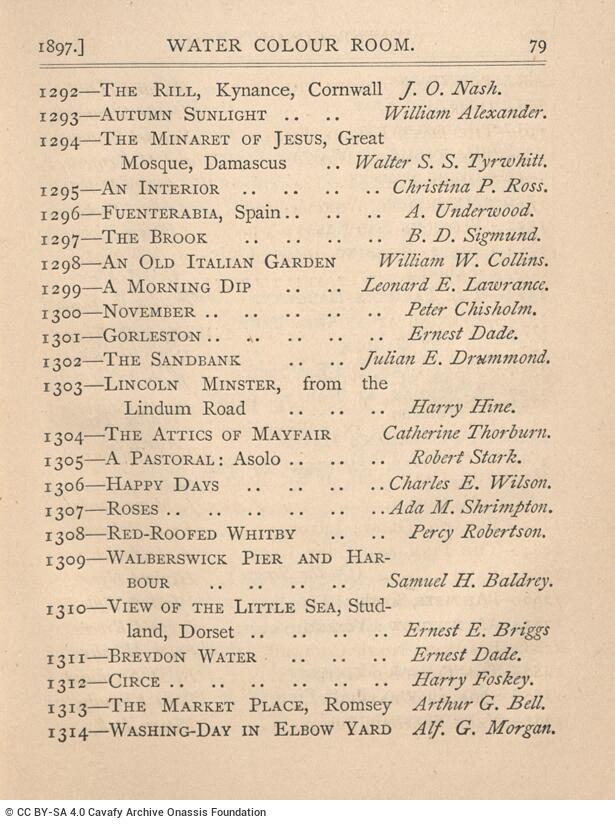 1897.] WATER COLOUR ROOM. 79
1292—The Rill, Kynance, Cornwall J. O. Nash.
1293—Autumn Sunlight .. .. William Alexander.
1294—The Minaret of Jesus, Great
Mosque, Damascus .. Walter S. S. Tyrwhitt.
1295—An Interior .. .. .. .. Christina P. Ross.
1296—Fuenterabia, Spain .. .. .. A. Underwood.
1297—The Brook .. .. .. .. B. D. Sigmund.
1298—An Old Italian Garden William W. Collins.
1299—A Morning Dip .. .. Leonard E. Lawrance.
1300—November .. .. .. .. .. Peter Chisholm.
1301—Gorleston .. .. .. .. .. Ernest Dade.
1302—The Sandbank .. .. Julian E. Drummond.
1303—Lincoln Minster, from the
Lindum Road .. .. .. Harry Hine.
1304—The Attics of Mayfair Catherine Thorburn.
1305—A Pastoral: Asolo .. .. .. Robert Stark.
1306—Happy Days .. .. .. .. Charles E. Wilson.
1307—Roses .. .. .. .. .. .. Ada M. Shrimpton.
1308—Red-Roofed Whitby .. .. Percy Robertson.
1309—Walberswick Pier and Har-
bour .. .. .. .. Samuel H. Baldrey.
1310—View of the Little Sea, Stud-
land, Dorset .. .. .. .. Ernest E. Briggs
1311—Breydon Water .. .. .. Ernest Dade.
1312—Circe .. .. .. .. .. .. Harry Foskey.
1313—The Market Place, Romsey Arthur G. Bell.
1314—Washing-Day in Elbow Yard Alf. G. Morgan.
© CC BY-SA 4.0 Cavafy Archive Onassis Foundation